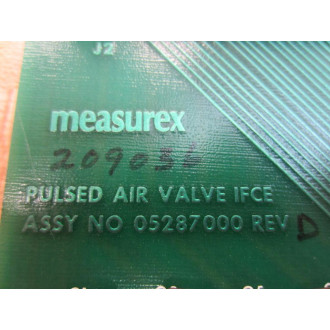 J2
measurex
PULSED AIR VALVE IFCE
ASSY NO 05287000 REV D